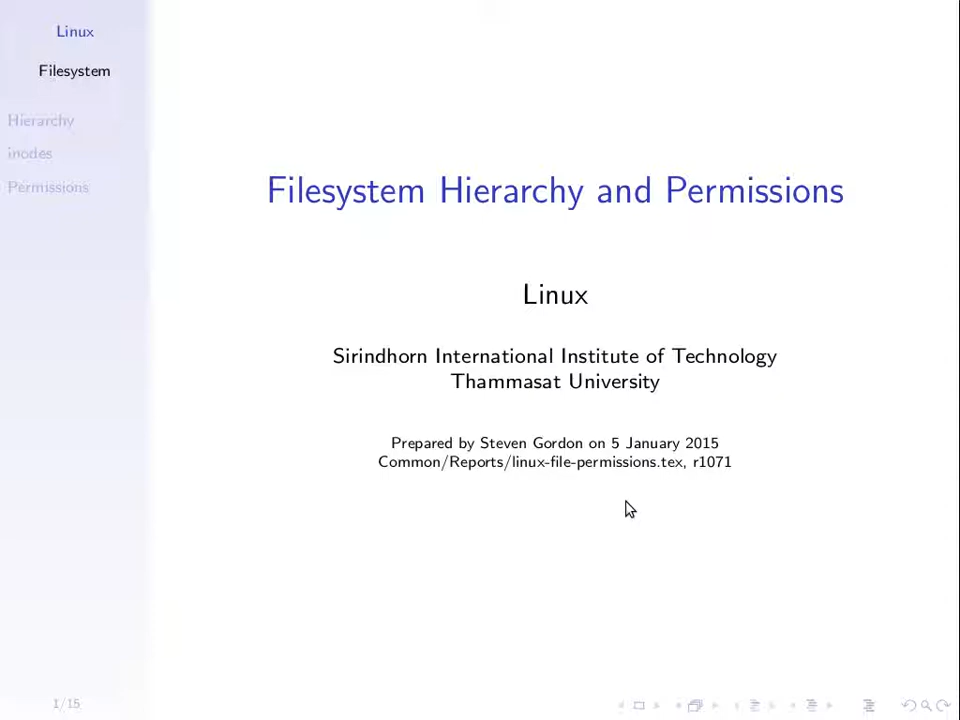 Linux
Filesystem
Hierarchy
inodes
Permissions
Filesystem Hierarchy and Permissions
Linux
Sirindhorn International Institute of Technology
Thammasat University
Prepared by Steven Gordon on 5 January 2015
Common/Reports/linux-file-permissions.tex, r1071
1/15